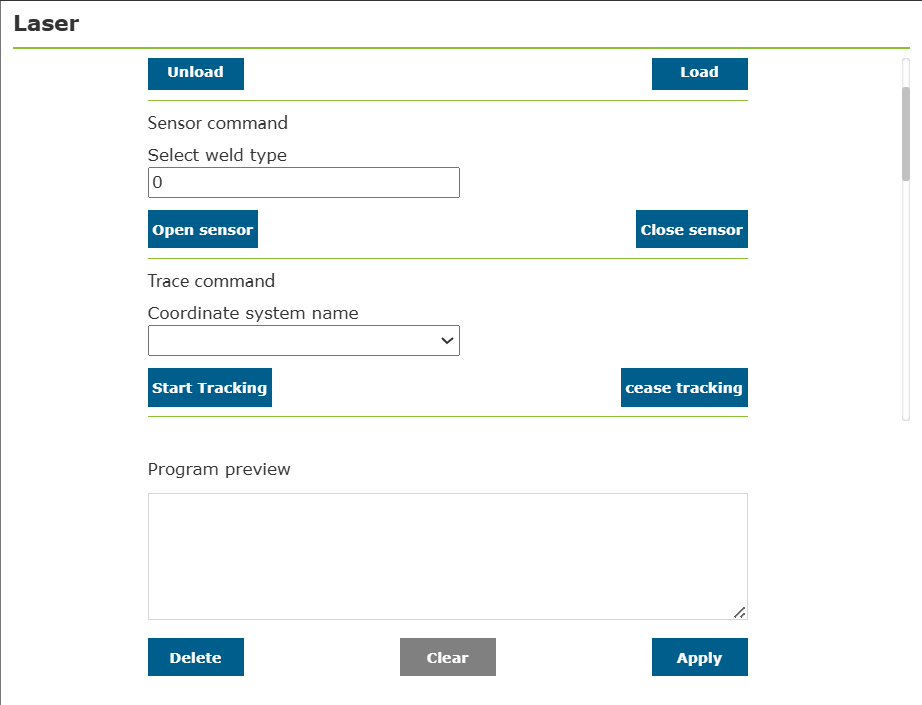 Laser
Unload Load
Sensor command
Select weld type
0
Open sensor Close sensor
Trace command
Coordinate system name
Start Tracking cease tracking
Program preview
Delete Clear Apply